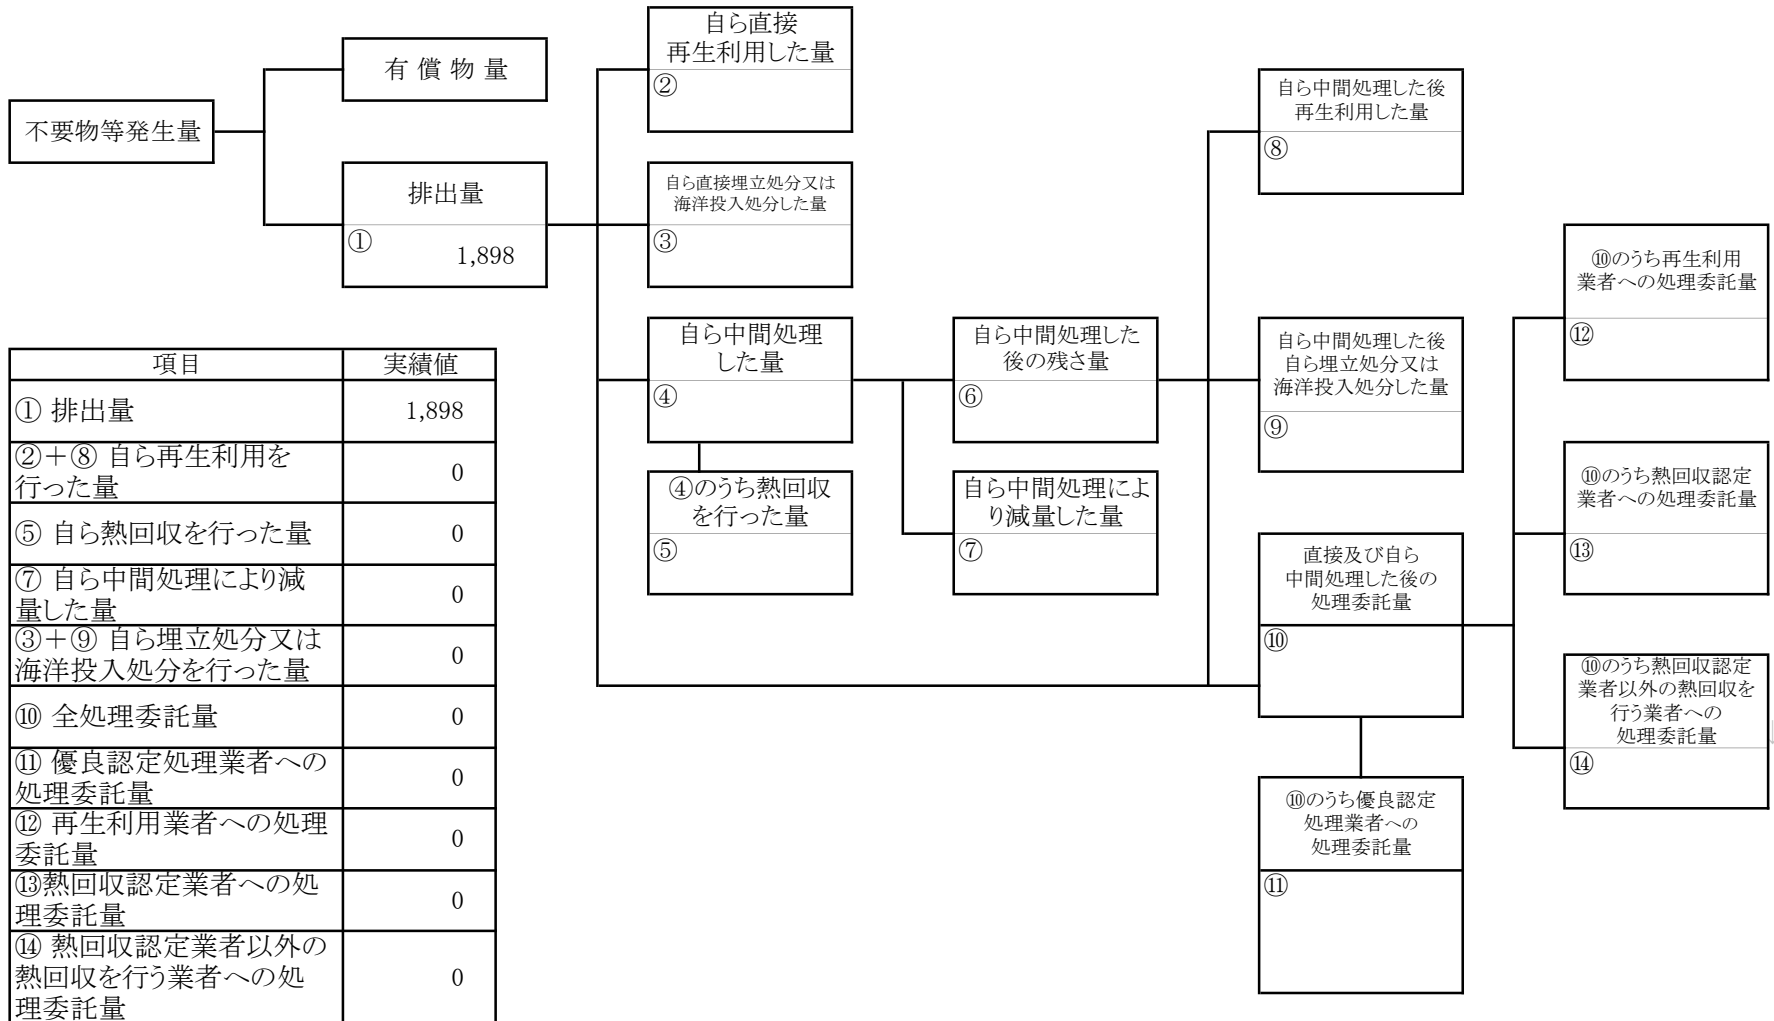 不要物等発生量
有償物量
排出量
①
1,898
自ら直接
再生利用した量
②
自ら直接埋立処分又は
海洋投入処分した量
③
自ら中間処理
した量
④
④のうち熱回収
を行った量
⑤
自ら中間処理した
後の残さ量
⑥
自ら中間処理によ
り減量した量
⑦
自ら中間処理した後
再生利用した量
⑧
自ら中間処理した後
自ら埋立処分又は
海洋投入処分した量
⑨
直接及び自ら
中間処理した後の
処理委託量
⑩
⑩のうち優良認定
処理業者への
処理委託量
⑪
⑩のうち再生利用
業者への処理委託量
⑫
⑩のうち熱回収認定
業者への処理委託量
⑬
⑩のうち熱回収認定
業者以外の熱回収を
行う業者への
処理委託量
⑭
項目 実績値
① 排出量 1,898
②＋⑧ 自ら再生利用を
行った量 0
⑤ 自ら熱回収を行った量 0
⑦ 自ら中間処理により減
量した量 0
③＋⑨ 自ら埋立処分又は
海洋投入処分を行った量 0
⑩ 全処理委託量 0
⑪ 優良認定処理業者への
処理委託量 0
⑫ 再生利用業者への処理
委託量 0
⑬熱回収認定業者への処
理委託量 0
⑭ 熱回収認定業者以外の
熱回収を行う業者への処 0
理委託量